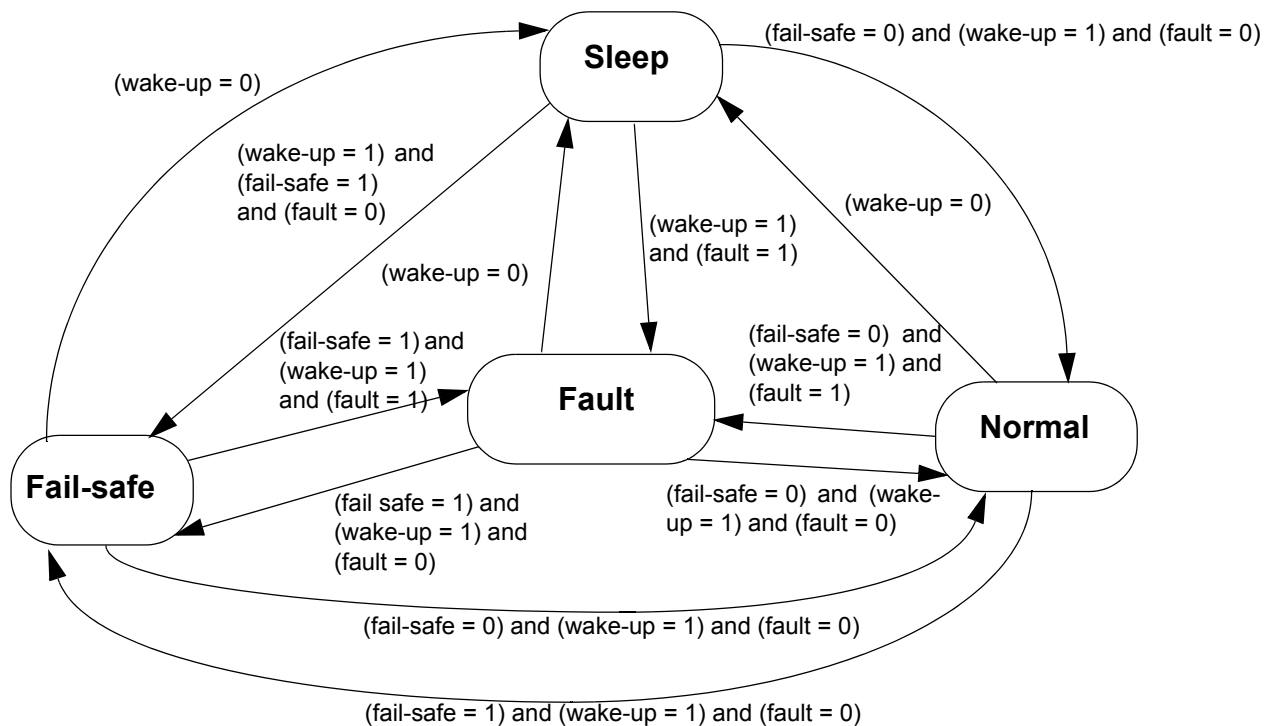 Sleep
(fail-safe = 0) and (wake-up = 1) and (fault = 0)
(wake-up = 0)
(wake-up = 1) and
(fail-safe = 1)
and (fault = 0)
(wake-up = 0)
(wake-up = 1)
and (fault = 1)
(wake-up = 0)
(fail-safe = 1) and
(wake-up = 1)
and (fault = 1)
(fail-safe = 0) and
(wake-up = 1) and
(fault = 1)
Fault
Normal
Fail-safe
(fail safe = 1) and
(wake-up = 1) and
(fault = 0)
(fail-safe = 0) and (wake-
up = 1) and (fault = 0)
(fail-safe = 0) and (wake-up = 1) and (fault = 0)
(fail-safe = 1) and (wake-up = 1) and (fault = 0)